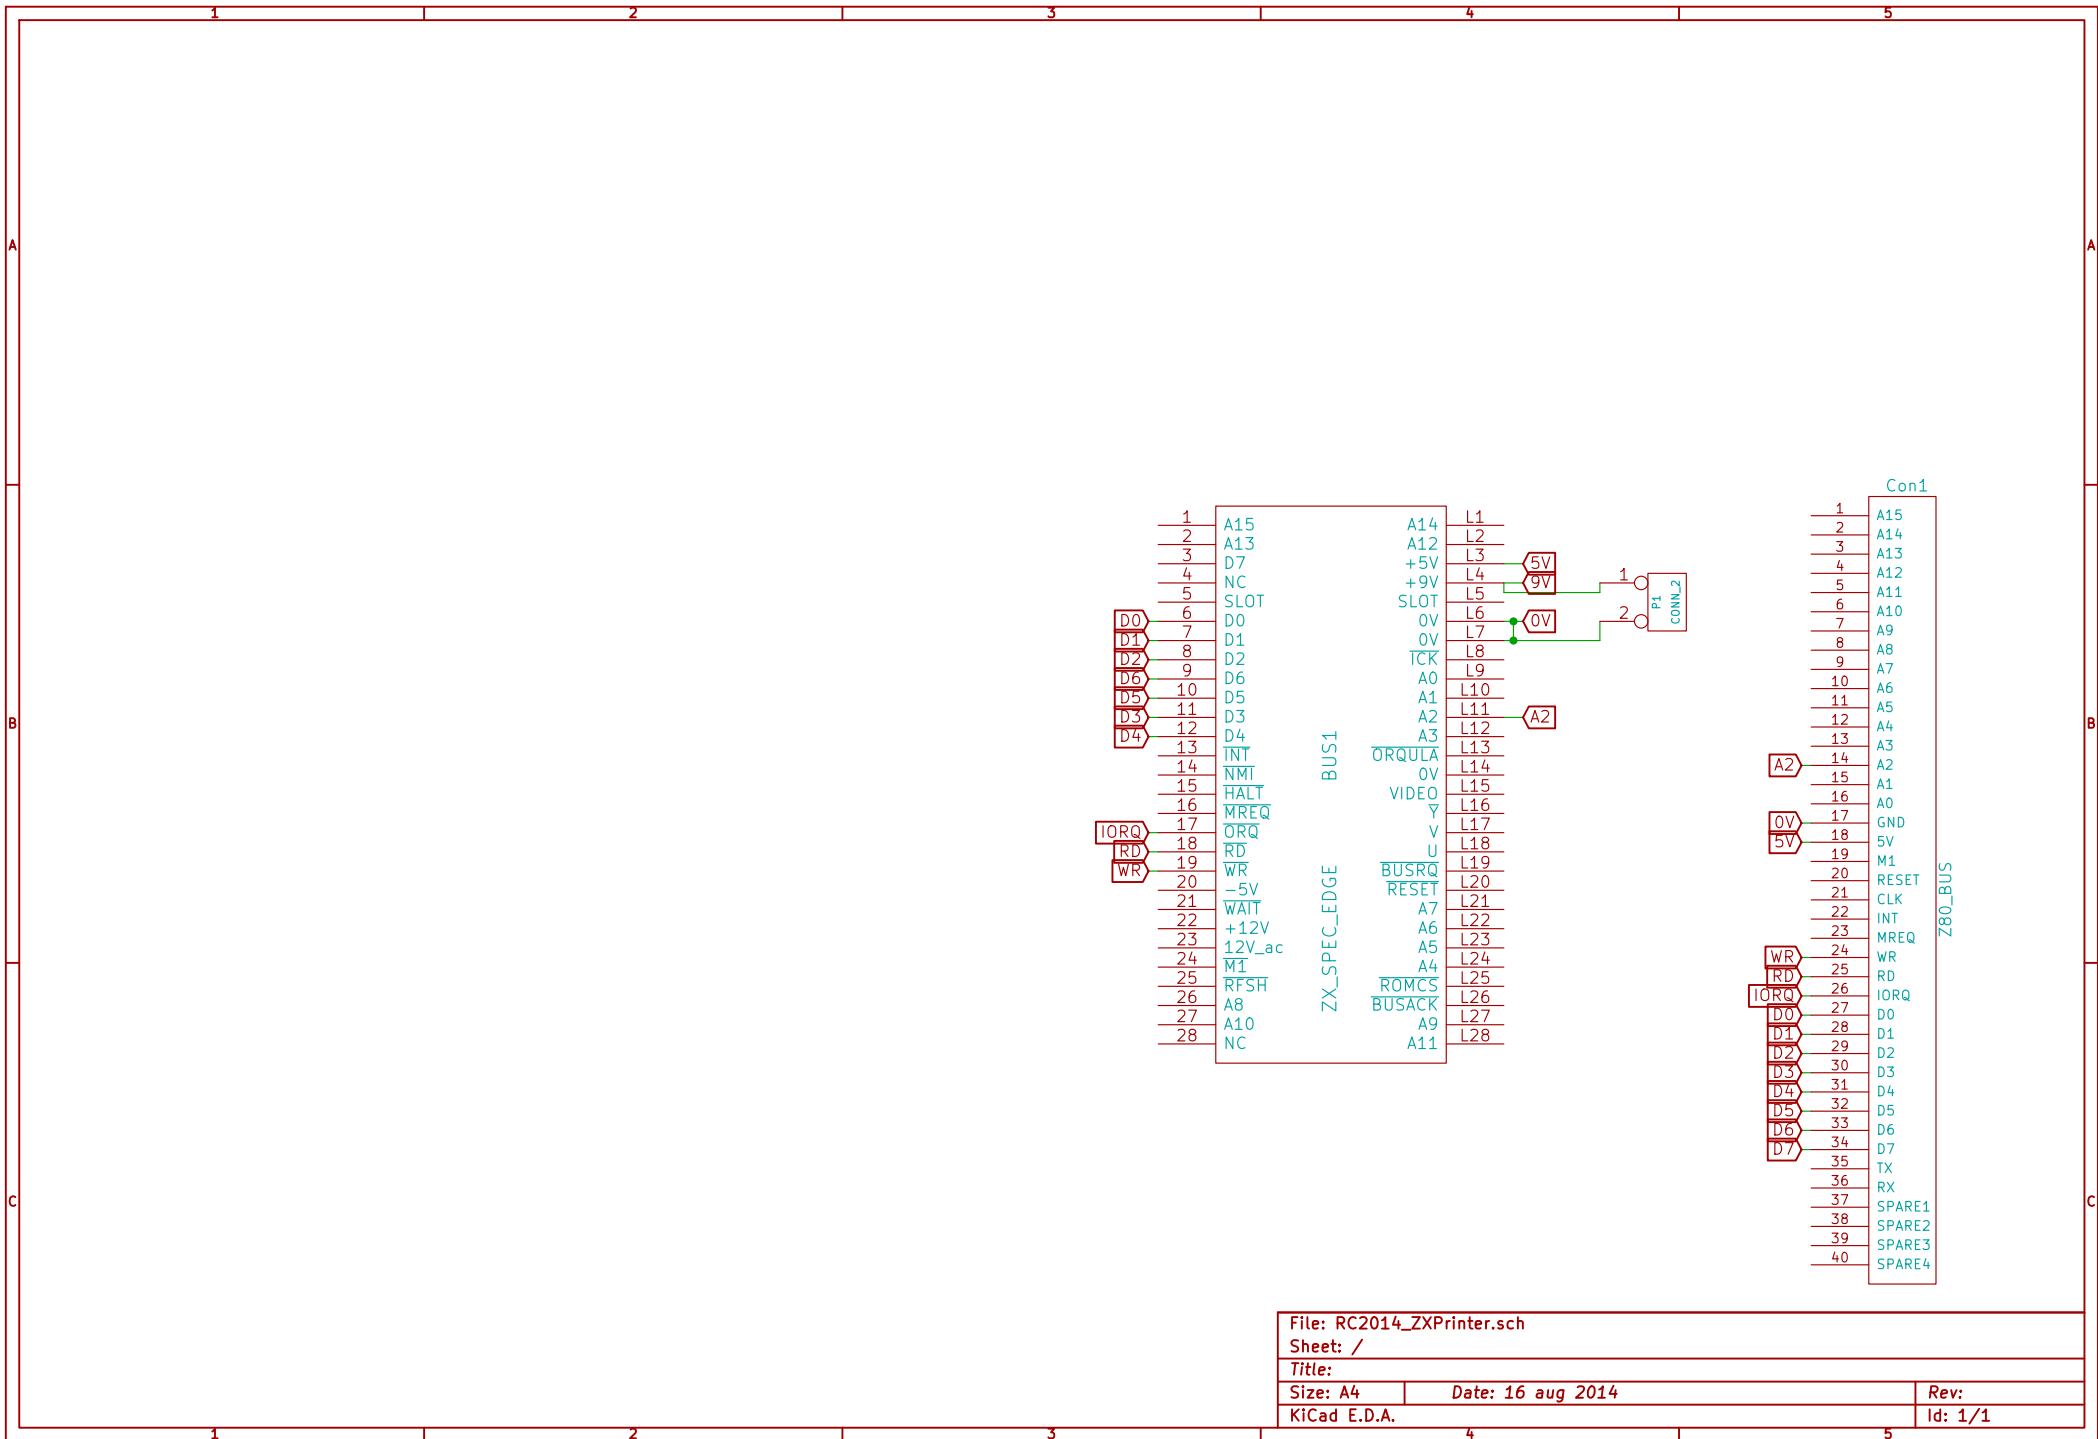 1 2 3 4 5
A A
B B
C C
BUS1
ZX_SPEC_EDGE
1 A15 A14 L1
2 A13 A12 L2
3 D7 +5V L3 5V
4 NC +9V L4 9V
5 SLOT SLOT L5
D0 6 D0 0V L6 0V
D1 7 D1 0V L7
D2 8 D2 ICK L8
D6 9 D6 A0 L9
D5 10 D5 A1 L10
D3 11 D3 A2 L11 A2
D4 12 D4 A3 L12
13 INT ORQULA L13
14 NMI 0V L14
15 HALT VIDEO L15
16 MREQ Y L16
IORQ 17 ORQ V L17
RD 18 RD U L18
WR 19 WR BUSRQ L19
20 -5V RESET L20
21 WAIT A7 L21
22 +12V A6 L22
23 12V_ac A5 L23
24 M1 A4 L24
25 RFSH ROMCS L25
26 A8 BUSACK L26
27 A10 A9 L27
28 NC A11 L28
1
2
P1
CONN_2
Con1
Z80_BUS
1 A15
2 A14
3 A13
4 A12
5 A11
6 A10
7 A9
8 A8
9 A7
10 A6
11 A5
12 A4
13 A3
A2 14 A2
15 A1
16 A0
0V 17 GND
5V 18 5V
19 M1
20 RESET
21 CLK
22 INT
23 MREQ
WR 24 WR
RD 25 RD
IORQ 26 IORQ
D0 27 D0
D1 28 D1
D2 29 D2
D3 30 D3
D4 31 D4
D5 32 D5
D6 33 D6
D7 34 D7
35 TX
36 RX
37 SPARE1
38 SPARE2
39 SPARE3
40 SPARE4
File: RC2014_ZXPrinter.sch
Sheet: /
Title:
Size: A4 Date: 16 aug 2014 Rev:
KiCad E.D.A. Id: 1/1
1 2 3 4 5